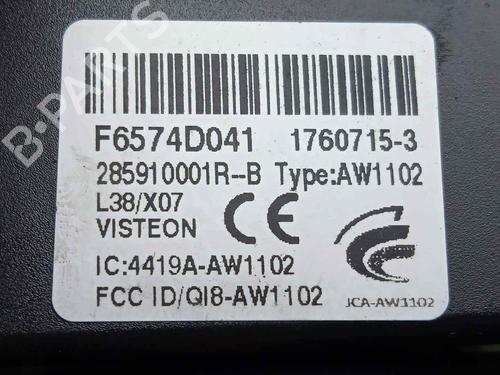 B-PARTS
F6574D041 1760715-3
285910001R--B Type:AW1102
L38/X07
VISTEON CE
IC:4419A-AW1102
FCC ID/QI8-AW1102 JCA-AW1102